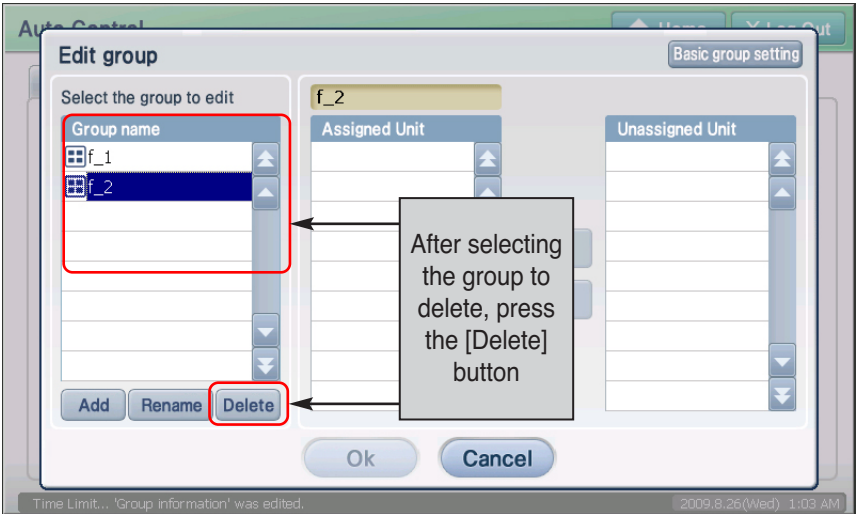 Auto Control
Home
X Log Out
Edit group
Basic group setting
Select the group to edit
f_2
Group name
Assigned Unit
Unassigned Unit
f_1
f_2
After selecting
the group to
delete, press
the [Delete]
button
Add
Rename
Delete
Ok
Cancel
Time Limit... 'Group information' was edited.
2009.8.26(Wed) 1:03 AM